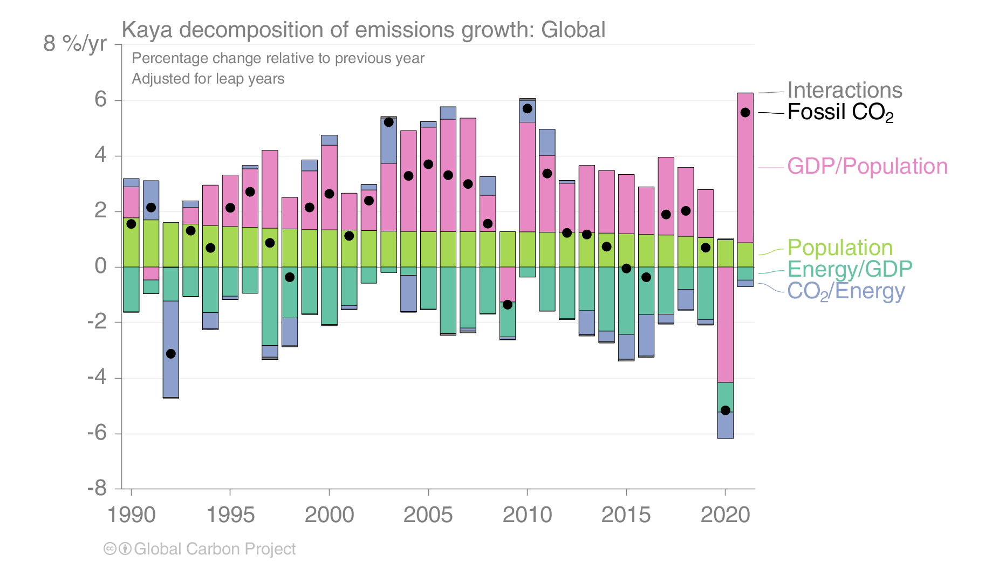 Kaya decomposition of emissions growth: Global
8 %/yr
Percentage change relative to previous year
Adjusted for leap years
6
4
2
0
-2
-4
-6
-8
Interactions
Fossil CO2
GDP/Population
Population
Energy/GDP
CO2/Energy
1990 1995 2000 2005 2010 2015 2020
cc Global Carbon Project